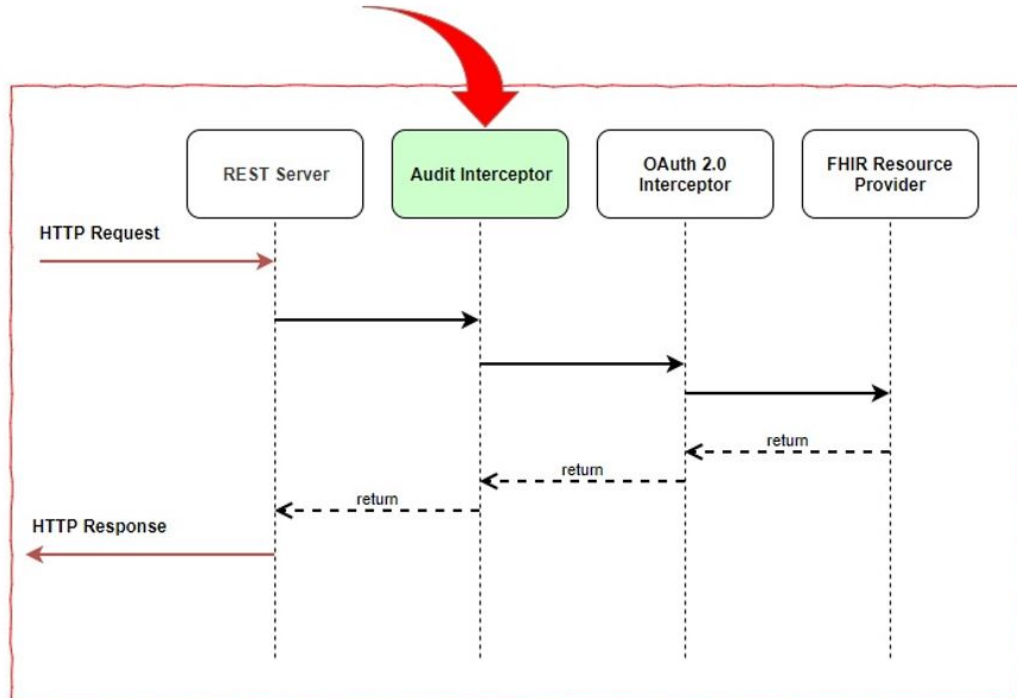 REST Server
Audit Interceptor
OAuth 2.0
Interceptor
FHIR Resource
Provider
HTTP Request
return
return
return
HTTP Response